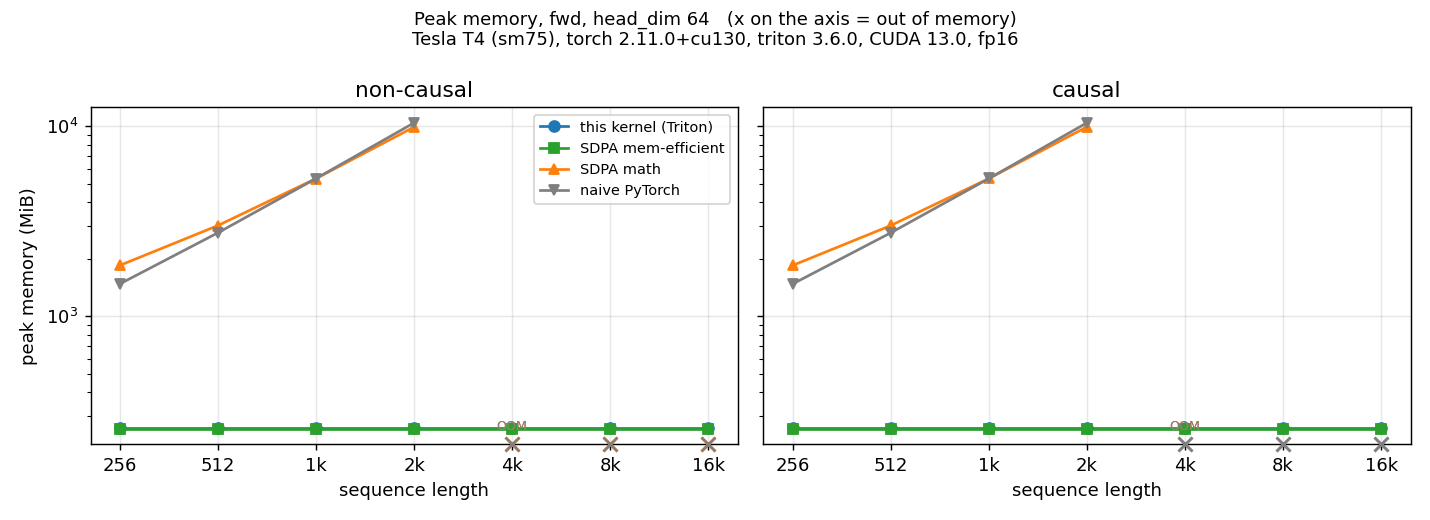 Peak memory, fwd, head_dim 64   (x on the axis = out of memory)
Tesla T4 (sm75), torch 2.11.0+cu130, triton 3.6.0, CUDA 13.0, fp16
non-causal
causal
peak memory (MiB)
10⁴
10³
this kernel (Triton)
SDPA mem-efficient
SDPA math
naive PyTorch
OOM
OOM
256 512 1k 2k 4k 8k 16k
256 512 1k 2k 4k 8k 16k
sequence length
sequence length